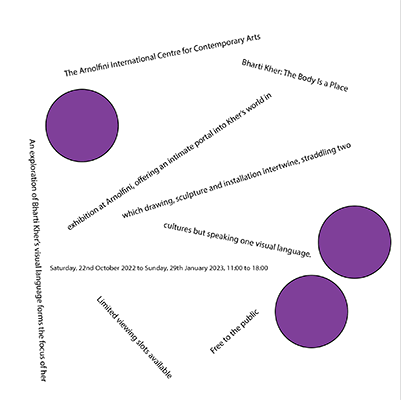 The Arnolfini International Centre for Contemporary Arts
Bharti Kher: The Body Is a Place
An exploration of Bharti Kher's visual language forms the focus of her
exhibition at Arnolfini, offering an intimate portal into Kher's world in
which drawing, sculpture and installation intertwine, straddling two
cultures but speaking one visual language.
Saturday, 22nd October 2022 to Sunday, 29th January 2023, 11:00 to 18:00
Limited viewing slots available
Free to the public